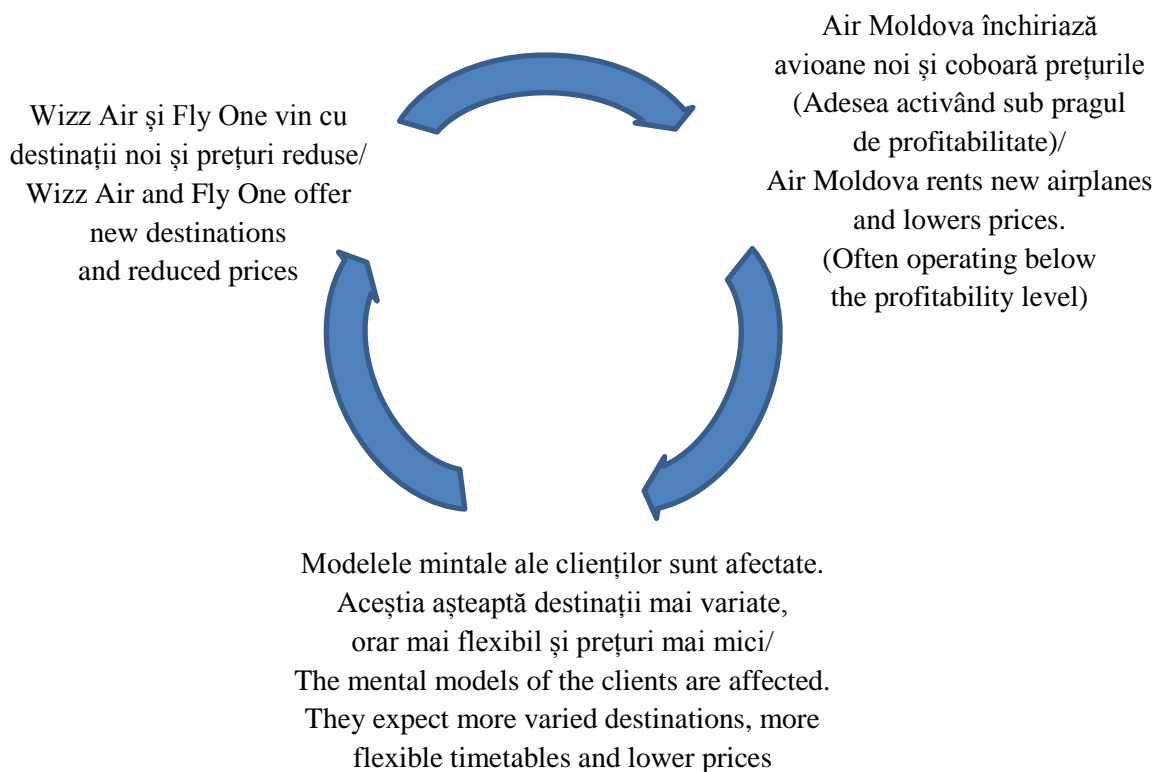 Wizz Air și Fly One vin cu
destinații noi și prețuri reduse/
Wizz Air and Fly One offer
new destinations
and reduced prices
Air Moldova închiriază
avioane noi și coboară prețurile
(Adesea activând sub pragul
de profitabilitate)/
Air Moldova rents new airplanes
and lowers prices.
(Often operating below
the profitability level)
Modelele mintale ale clienților sunt afectate.
Aceștia așteaptă destinații mai variate,
orar mai flexibil și prețuri mai mici/
The mental models of the clients are affected.
They expect more varied destinations, more
flexible timetables and lower prices